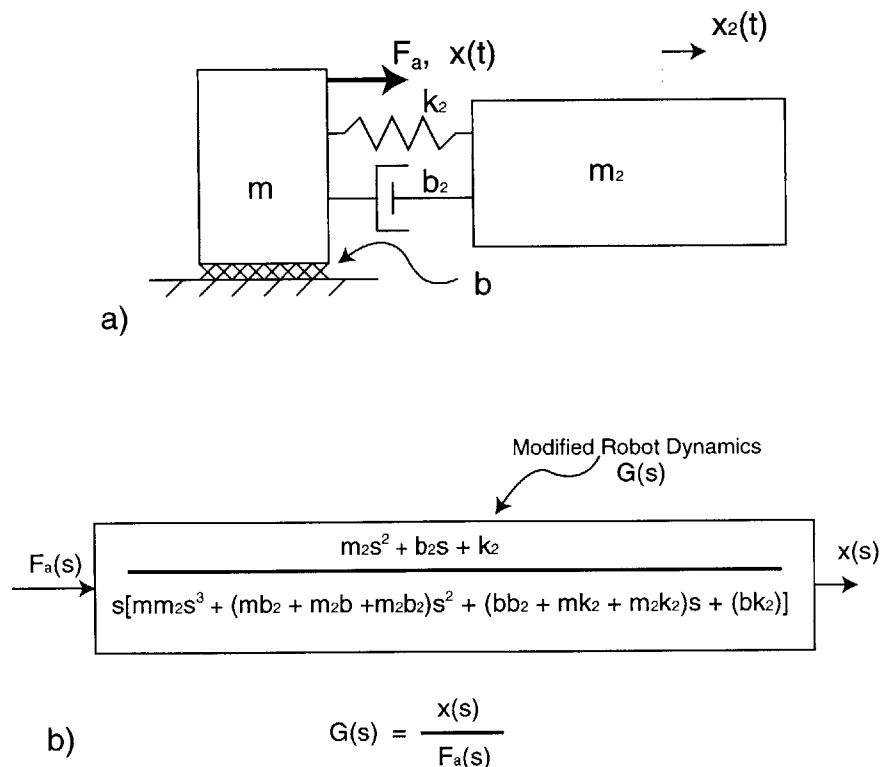 x₂(t)
Fₐ, x(t)
k₂
m
b₂
m₂
b
a)
Modified Robot Dynamics
G(s)
Fₐ(s)
m₂s² + b₂s + k₂
s[mm₂s³ + (mb₂ + m₂b +m₂b₂)s² + (bb₂ + mk₂ + m₂k₂)s + (bk₂)]
x(s)
b)
G(s) = x(s) / Fₐ(s)